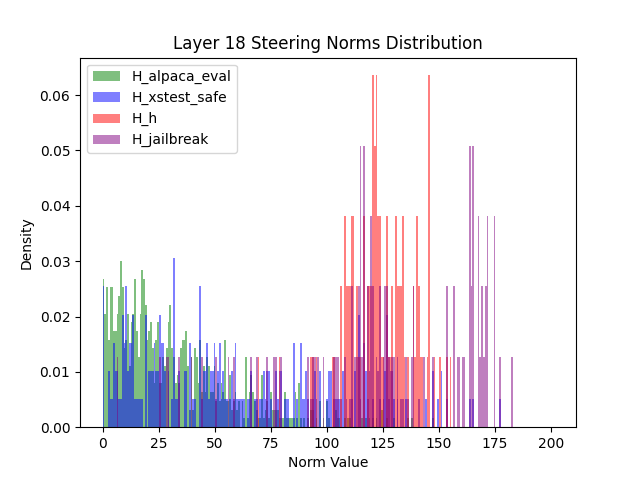 Layer 18 Steering Norms Distribution
H_alpaca_eval
H_xstest_safe
H_h
H_jailbreak
Density
0.06
0.05
0.04
0.03
0.02
0.01
0.00
0 25 50 75 100 125 150 175 200
Norm Value